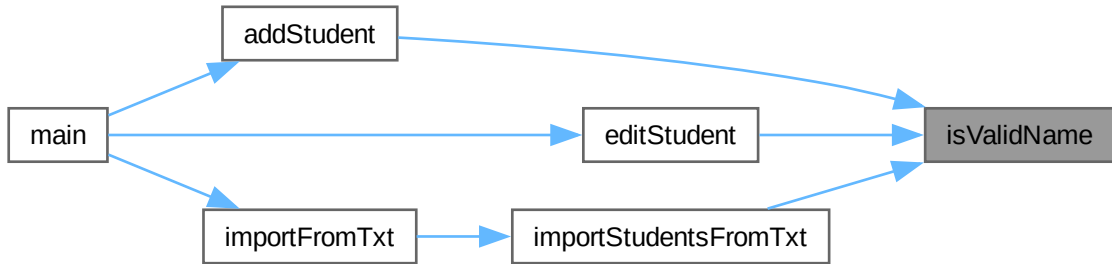 addStudent
main
editStudent
isValidName
importFromTxt
importStudentsFromTxt